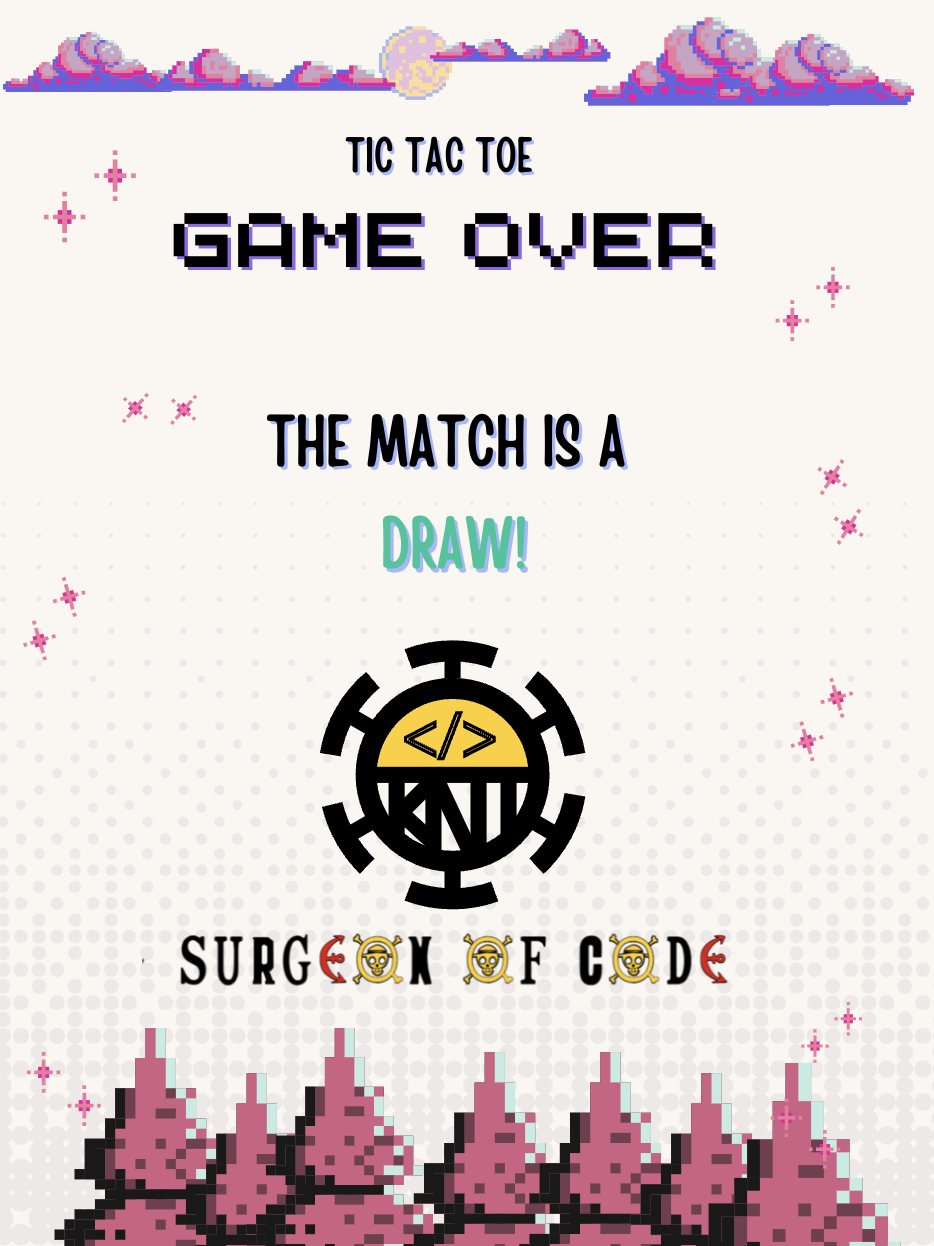 TIC TAC TOE
GAME OVER
THE MATCH IS A
DRAW!
</>
SURGEON OF CODE